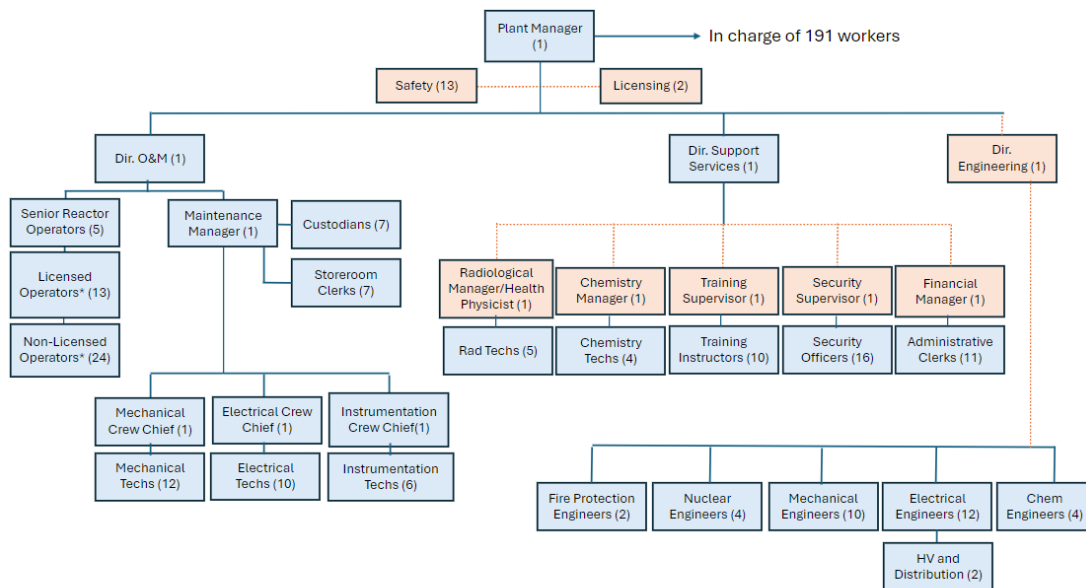 Plant Manager
(1)
In charge of 191 workers
Safety (13)
Licensing (2)
Dir. O&M (1)
Dir. Support
Services (1)
Dir.
Engineering (1)
Senior Reactor
Operators (5)
Maintenance
Manager (1)
Custodians (7)
Licensed
Operators* (13)
Storeroom
Clerks (7)
Non-Licensed
Operators* (24)
Radiological
Manager/Health
Physicist (1)
Chemistry
Manager (1)
Training
Supervisor (1)
Security
Supervisor (1)
Financial
Manager (1)
Rad Techs (5)
Chemistry
Techs (4)
Training
Instructors (10)
Security
Officers (16)
Administrative
Clerks (11)
Mechanical
Crew Chief (1)
Electrical Crew
Chief (1)
Instrumentation
Crew Chief(1)
Mechanical
Techs (12)
Electrical
Techs (10)
Instrumentation
Techs (6)
Fire Protection
Engineers (2)
Nuclear
Engineers (4)
Mechanical
Engineers (10)
Electrical
Engineers (12)
Chem
Engineers (4)
HV and
Distribution (2)